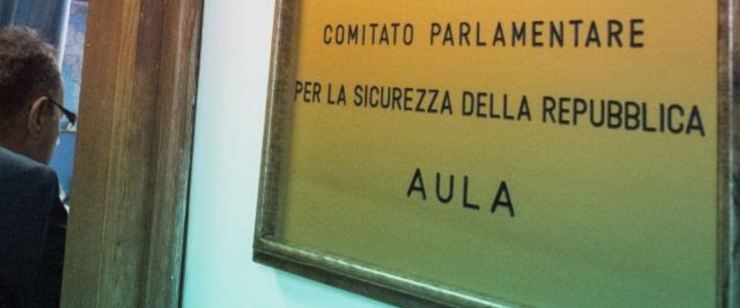 COMITATO PARLAMENTARE
PER LA SICUREZZA DELLA REPUBBLICA
AULA